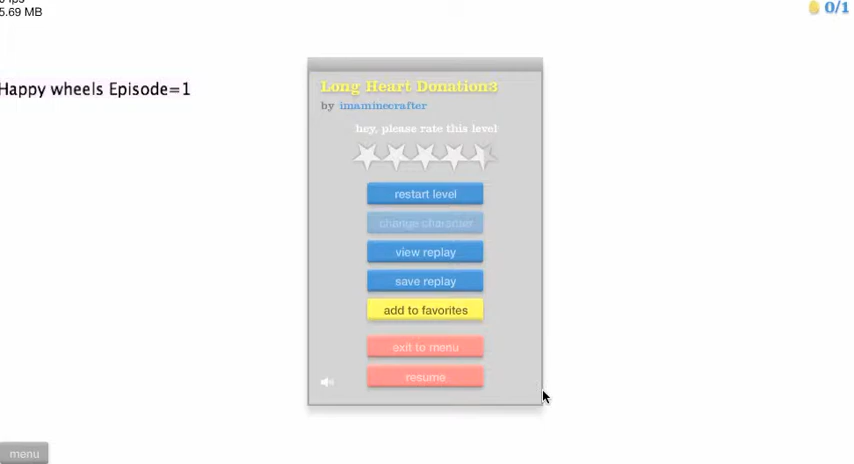 5.69 MB
0/1
Happy wheels Episode=1
Long Heart Donation3
by imaminecrafter
hey, please rate this level
restart level
change character
view replay
save replay
add to favorites
exit to menu
resume
menu